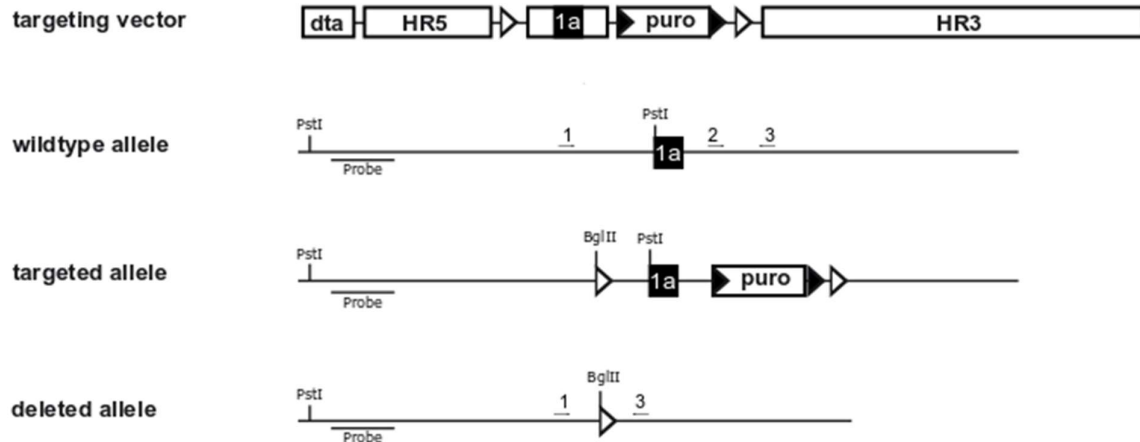 targeting vector dta HR5 1a puro HR3
PstI
PstI 1 2 3
wildtype allele 1a
Probe
BglII PstI
PstI
targeted allele 1a puro
Probe
BglII
PstI 1 3
deleted allele
Probe